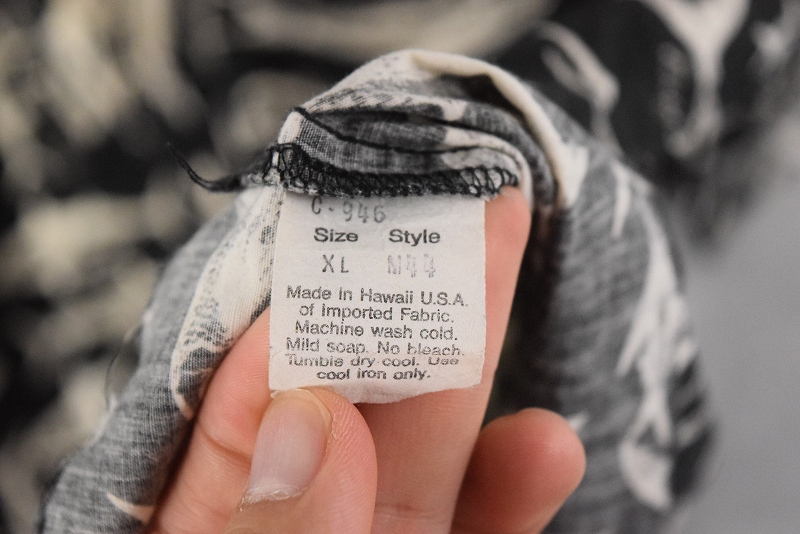 C-946
Size Style
XL N44
Made in Hawaii U.S.A.
of Imported Fabric.
Machine wash cold.
Mild soap. No bleach.
Tumble dry cool. Use
cool iron only.